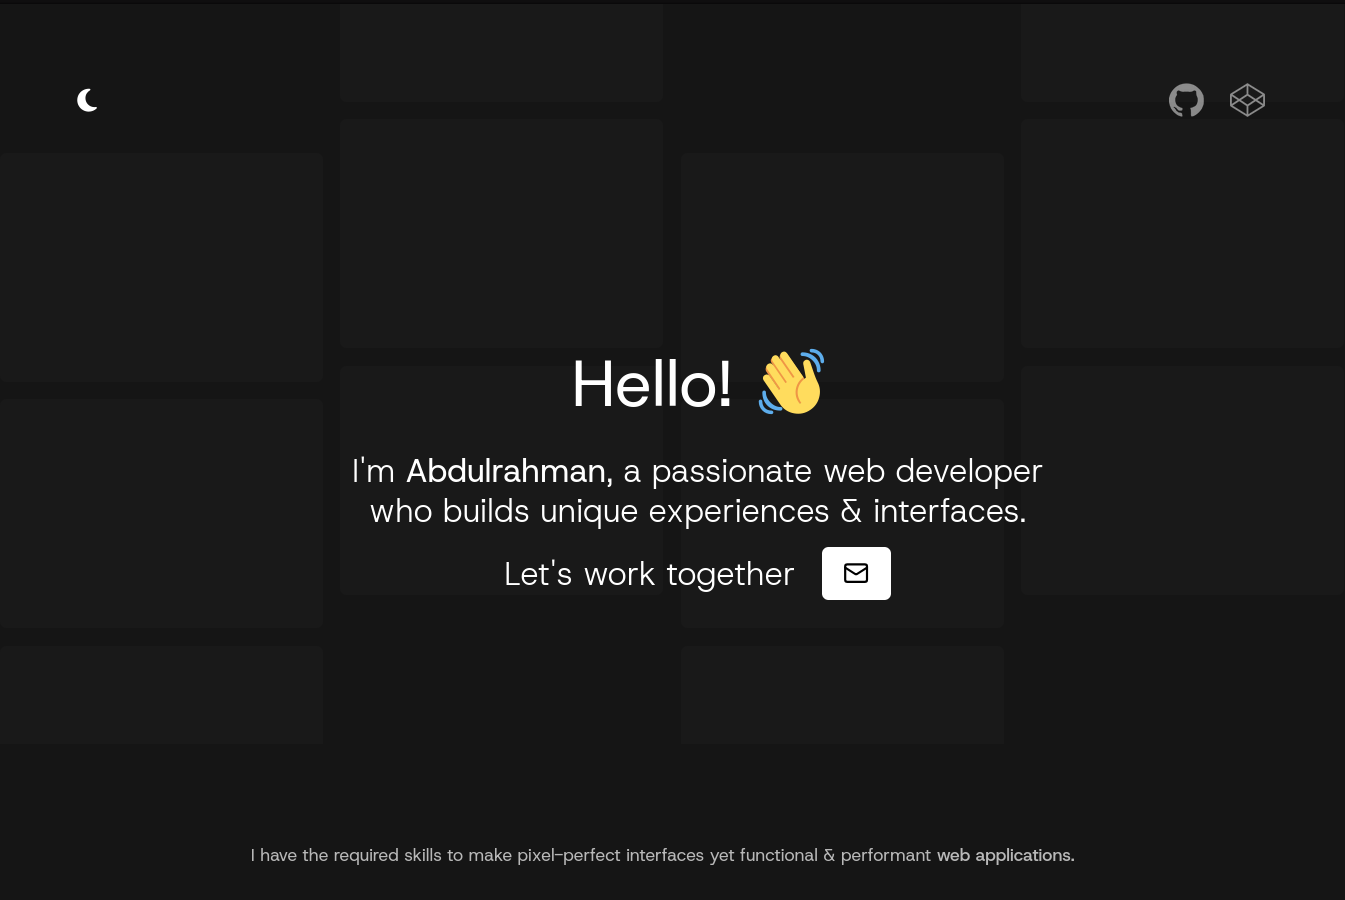 Hello! 👋
I'm Abdulrahman, a passionate web developer
who builds unique experiences & interfaces.
Let's work together
I have the required skills to make pixel-perfect interfaces yet functional & performant web applications.